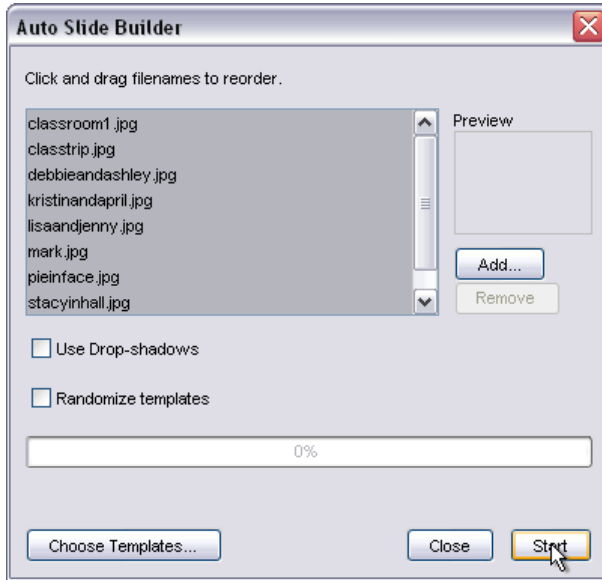 Auto Slide Builder
Click and drag filenames to reorder.
classroom1.jpg
classtrip.jpg
debbieandashley.jpg
kristinandapril.jpg
lisaandjenny.jpg
mark.jpg
pieinface.jpg
stacyinhall.jpg
Preview
Add...
Remove
Use Drop-shadows
Randomize templates
0%
Choose Templates...
Close
Start